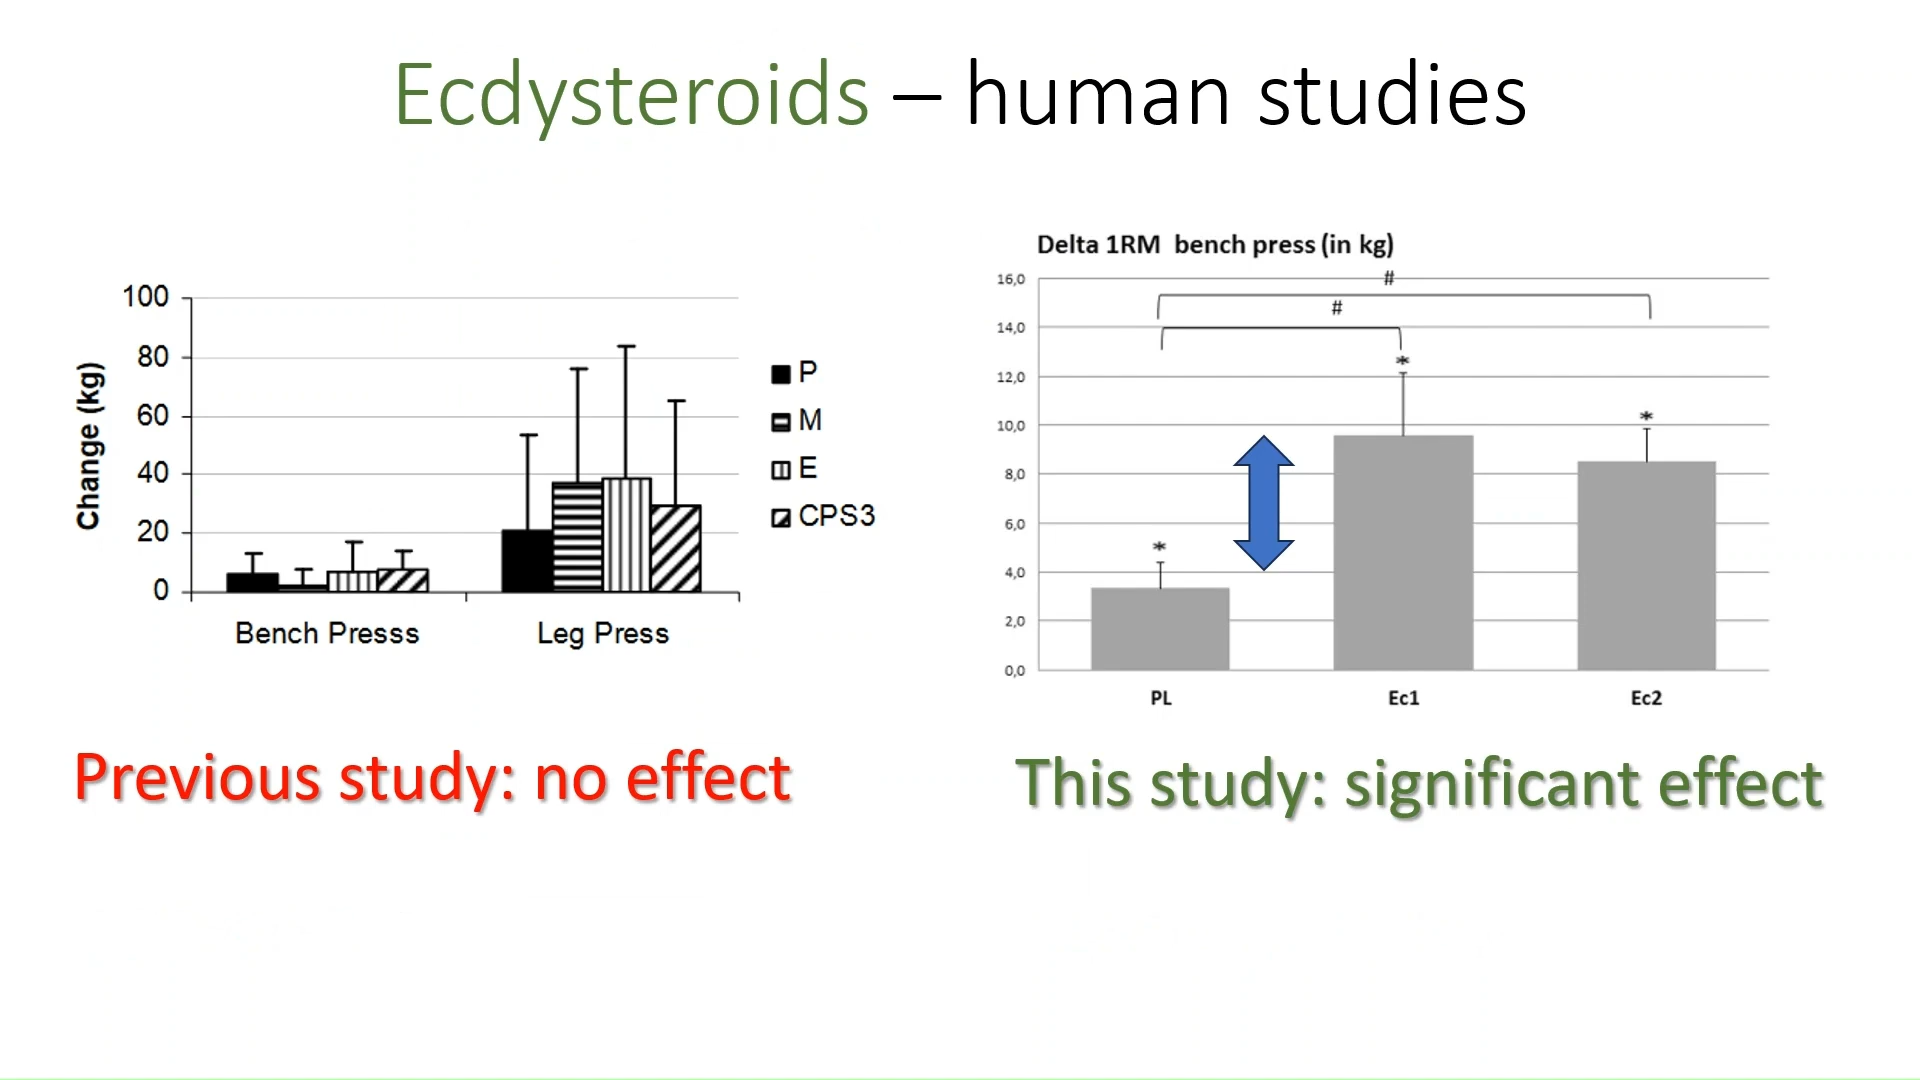 Ecdysteroids – human studies
100
80
60
40
20
0
Change (kg)
Bench Presss
Leg Press
P
M
E
CPS3
Delta 1RM  bench press (in kg)
16,0
14,0
12,0
10,0
8,0
6,0
4,0
2,0
0,0
#
#
*
*
*
PL
Ec1
Ec2
Previous study: no effect
This study: significant effect